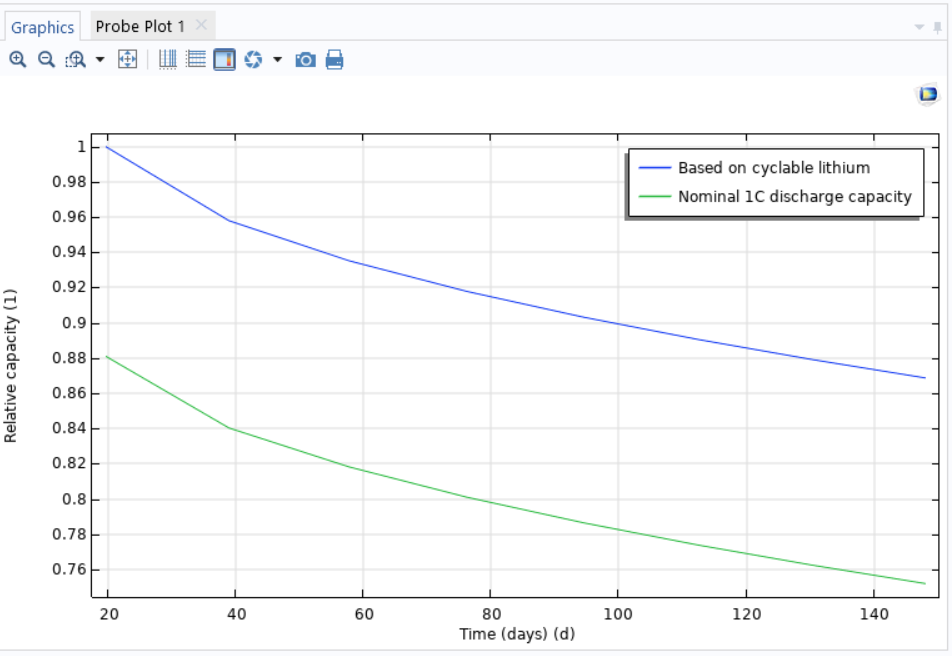 Graphics
Probe Plot 1
Based on cyclable lithium
Nominal 1C discharge capacity
Relative capacity (1)
1
0.98
0.96
0.94
0.92
0.9
0.88
0.86
0.84
0.82
0.8
0.78
0.76
20 40 60 80 100 120 140
Time (days) (d)